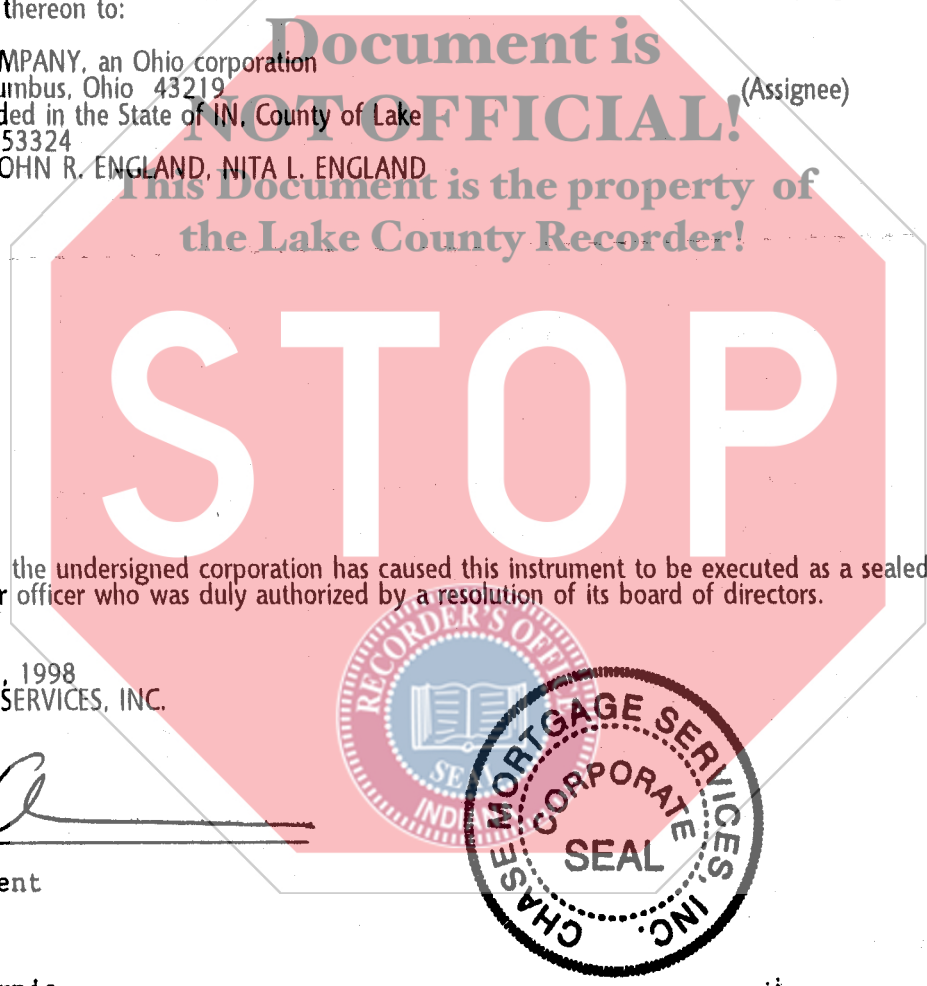 thereon to:
Document is
MPANY, an Ohio corporation
umbus, Ohio 43219
(Assignee)
ded in the State of IN, County of Lake
NOT OFFICIAL!
53324
OHN R. ENGLAND, NITA L. ENGLAND
This Document is the property of
the Lake County Recorder!
STOP
the undersigned corporation has caused this instrument to be executed as a sealed
r officer who was duly authorized by a resolution of its board of directors.
RECORDER'S OFFICE
SEAL
INDIANA
, 1998
SERVICES, INC.
CHASE MORTGAGE SERVICES, INC.
CORPORATE
SEAL
ent